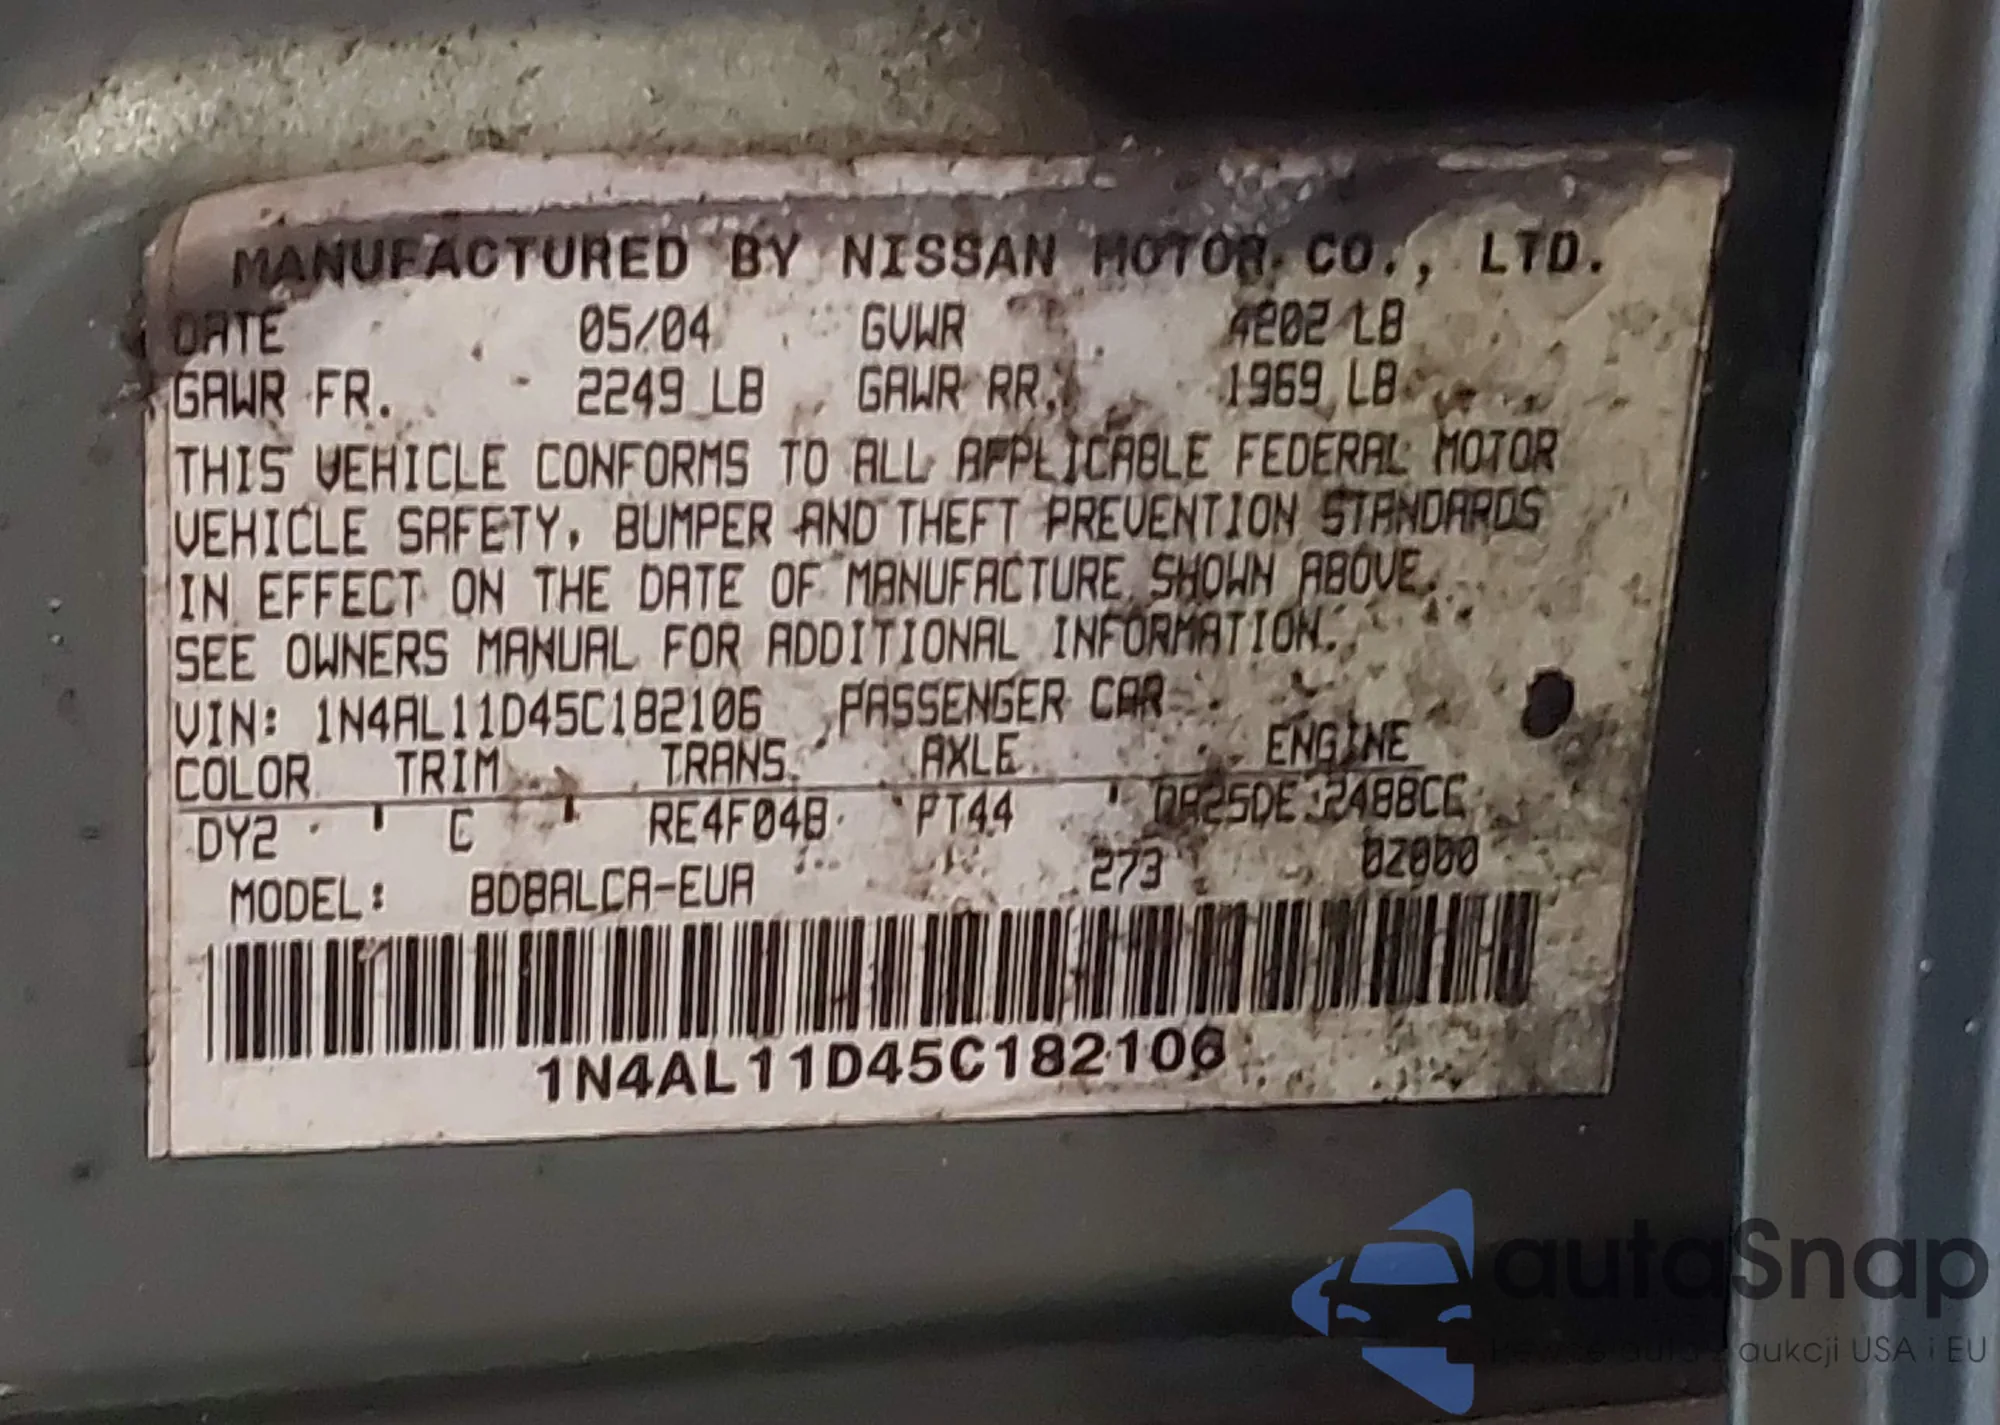 MANUFACTURED BY NISSAN MOTOR CO., LTD.
DATE 05/04 GVWR 4202 LB
GAWR FR. 2249 LB GAWR RR. 1969 LB
THIS VEHICLE CONFORMS TO ALL APPLICABLE FEDERAL MOTOR
VEHICLE SAFETY, BUMPER AND THEFT PREVENTION STANDARDS
IN EFFECT ON THE DATE OF MANUFACTURE SHOWN ABOVE.
SEE OWNERS MANUAL FOR ADDITIONAL INFORMATION.
VIN: 1N4AL11D45C182106 PASSENGER CAR
COLOR TRIM TRANS. AXLE ENGINE
DY2 C RE4F04B PT44 QR25DE 2488CC
MODEL: BDBALCA-EUA 273 02000
1N4AL11D45C182106
autaSnap
aukcji USA i EU